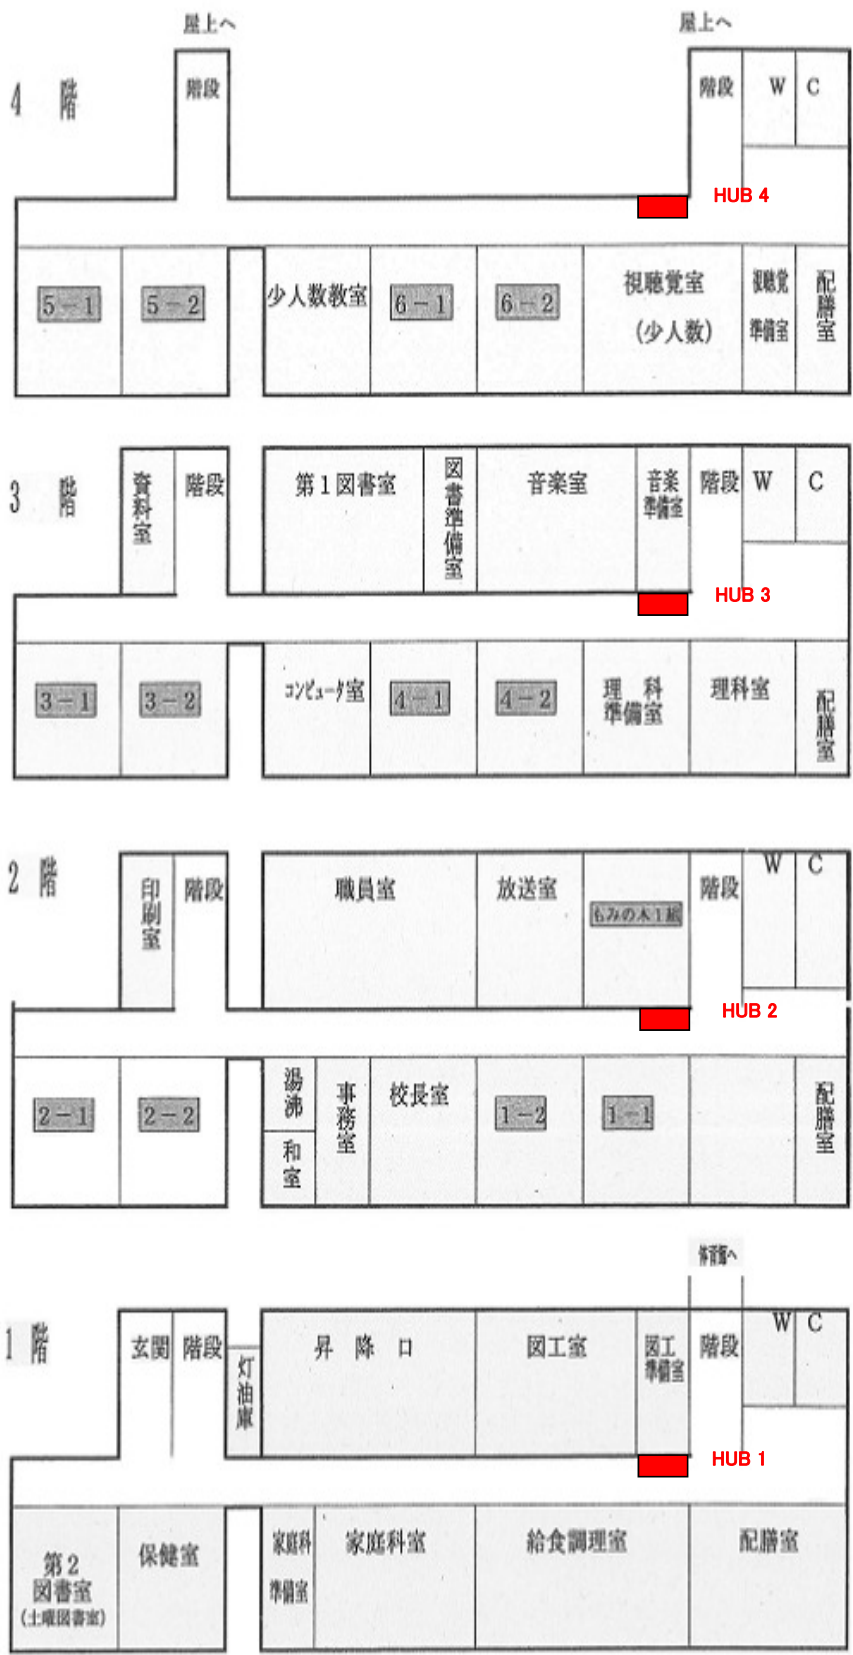 屋上へ
屋上へ
4 階
階段
階段
W C
HUB 4
5-1
5-2
少人数教室
6-1
6-2
視聴覚室
(少人数)
視聴覚
準備室
配膳室
3 階
資料室
階段
第1図書室
図書準備室
音楽室
音楽
準備室
階段
W C
HUB 3
3-1
3-2
コンピュータ室
4-1
4-2
理科
準備室
理科室
配膳室
2 階
印刷室
階段
職員室
放送室
もみの木1組
階段
W C
HUB 2
2-1
2-2
湯沸
和室
事務室
校長室
1-2
1-1
配膳室
体育館へ
1 階
玄関
階段
灯油庫
昇降口
図工室
図工
準備室
階段
W C
HUB 1
第2
図書室
(土曜図書室)
保健室
家庭科
準備室
家庭科室
給食調理室
配膳室